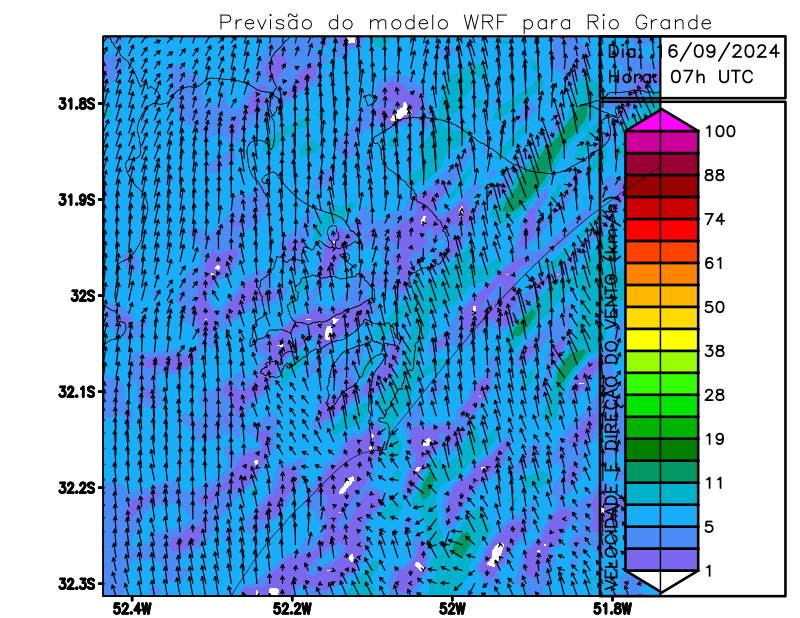 Previsão do modelo WRF para Rio Grande
Dia: 6/09/2024
Hora: 07h UTC
31.8S
31.9S
32S
32.1S
32.2S
32.3S
52.4W
52.2W
52W
51.8W
VELOCIDADE E DIREÇÃO DO VENTO (km/h)
100
88
74
61
50
38
28
19
11
5
1